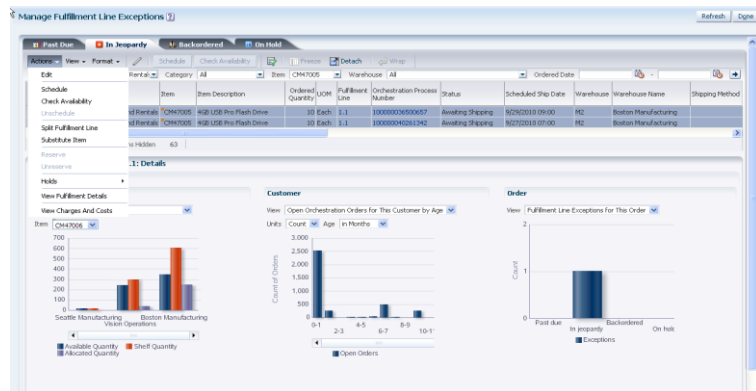 Manage Fulfillment Line Exceptions ?
Refresh Done
Past Due In Jeopardy Backordered On Hold
Actions View Format Schedule Check Availability Freeze Detach Wrap
Rental Category All Item CM47005 Warehouse All Ordered Date -
Item Item Description Ordered Quantity UOM Fulfillment Line Orchestration Process Number Status Scheduled Ship Date Warehouse Warehouse Name Shipping Method
nd Rentals CM47005 4GB USB Pro Flash Drive 10 Each 1.1 Awaiting Shipping 9/29/2010 09:00 M2 Boston Manufacturing
nd Rentals CM47005 4GB USB Pro Flash Drive 10 Each 1.1 100000040261342 Awaiting Shipping 9/27/2010 07:00 M2 Boston Manufacturing
Edit
Schedule
Check Availability
Unschedule
Split Fulfillment Line
Substitute Item
Reserve
Unreserve
Holds
View Fulfillment Details
View Charges And Costs
ns Hidden 63
1.1: Details
Item CM47006
700
600
500
400
300
200
100
0
Seattle Manufacturing Boston Manufacturing
Vision Operations
Available Quantity Shelf Quantity
Allocated Quantity
Customer
View Open Orchestration Orders for This Customer by Age
Units Count Age in Months
Count of Orders
3,000
2,500
2,000
1,500
1,000
500
0
0-1 4-5 8-9
2-3 6-7 10-11
Open Orders
Order
View Fulfillment Line Exceptions for This Order
Count
2
1
0
Past due Backordered
In jeopardy On hol
Exceptions